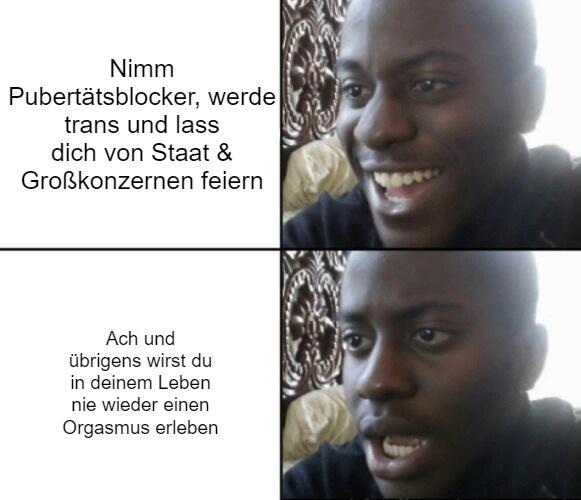 Nimm
Pubertätsblocker, werde
trans und lass
dich von Staat &
Großkonzernen feiern
Ach und
übrigens wirst du
in deinem Leben
nie wieder einen
Orgasmus erleben